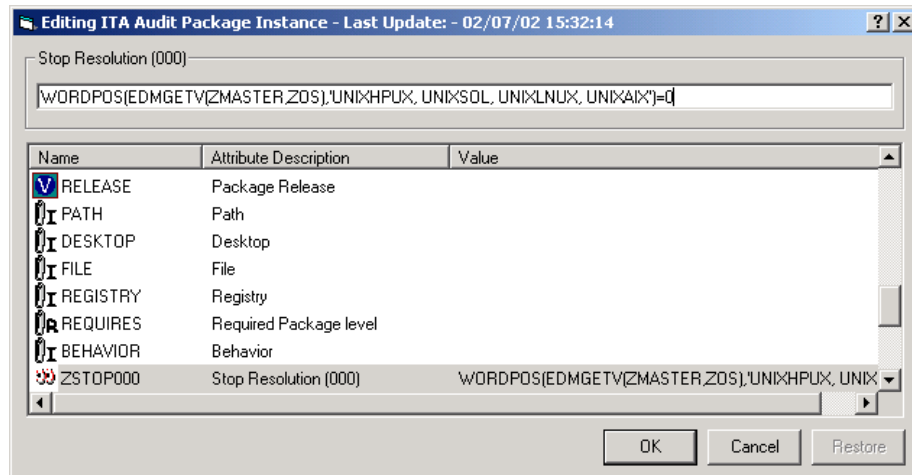 Editing ITA Audit Package Instance - Last Update: - 02/07/02 15:32:14
Stop Resolution (000)
WORDPOS(EDMGETV(ZMASTER,ZOS),'UNIXHPUX, UNIXSOL, UNIXLNUX, UNIXAIX')=0
Name Attribute Description Value
V RELEASE Package Release
I PATH Path
I DESKTOP Desktop
I FILE File
I REGISTRY Registry
R REQUIRES Required Package level
I BEHAVIOR Behavior
ZSTOP000 Stop Resolution (000) WORDPOS(EDMGETV(ZMASTER,ZOS),'UNIXHPUX, UNIX
OK Cancel Restore